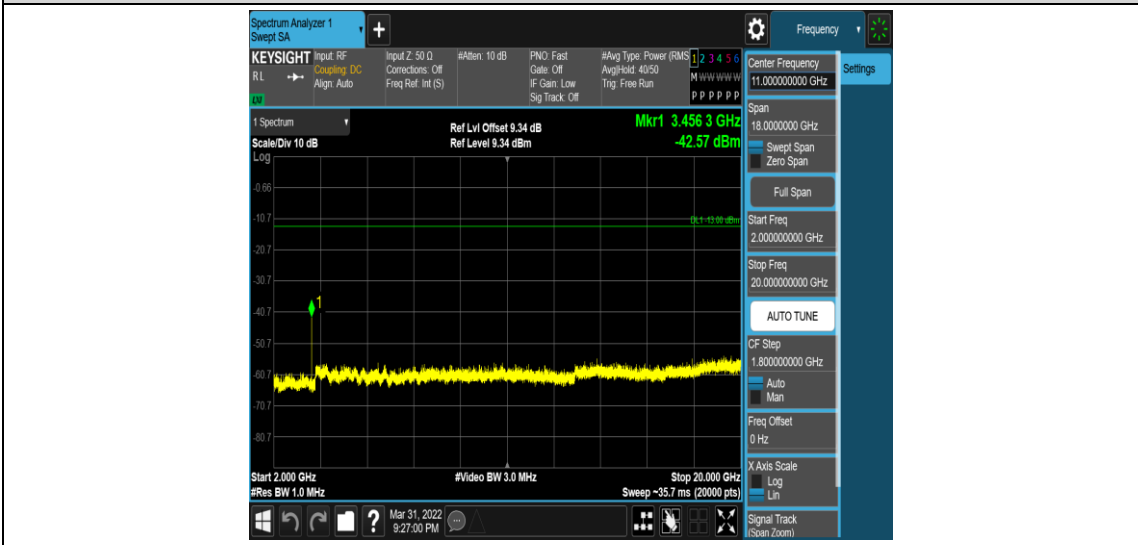 Spectrum Analyzer 1
Swept SA
+
Frequency
KEYSIGHT
RL
LXI
Input: RF
Coupling: DC
Align: Auto
Input Z: 50 Ω
Corrections: Off
Freq Ref: Int (S)
#Atten: 10 dB
PNO: Fast
Gate: Off
IF Gain: Low
Sig Track: Off
#Avg Type: Power (RMS
Avg|Hold: 40/50
Trig: Free Run
1 2 3 4 5 6
M W W W W W
P P P P P P
1 Spectrum
Scale/Div 10 dB
Log
Ref Lvl Offset 9.34 dB
Ref Level 9.34 dBm
Mkr1 3.456 3 GHz
-42.57 dBm
-0.66
-10.7
DL1 -13.00 dBm
-20.7
-30.7
1
-40.7
-50.7
-60.7
-70.7
-80.7
Start 2.000 GHz
#Res BW 1.0 MHz
#Video BW 3.0 MHz
Stop 20.000 GHz
Sweep ~35.7 ms (20000 pts)
Center Frequency
11.000000000 GHz
Settings
Span
18.0000000 GHz
Swept Span
Zero Span
Full Span
Start Freq
2.000000000 GHz
Stop Freq
20.000000000 GHz
AUTO TUNE
CF Step
1.800000000 GHz
Auto
Man
Freq Offset
0 Hz
X Axis Scale
Log
Lin
Signal Track
(Span Zoom)
?
Mar 31, 2022
9:27:00 PM